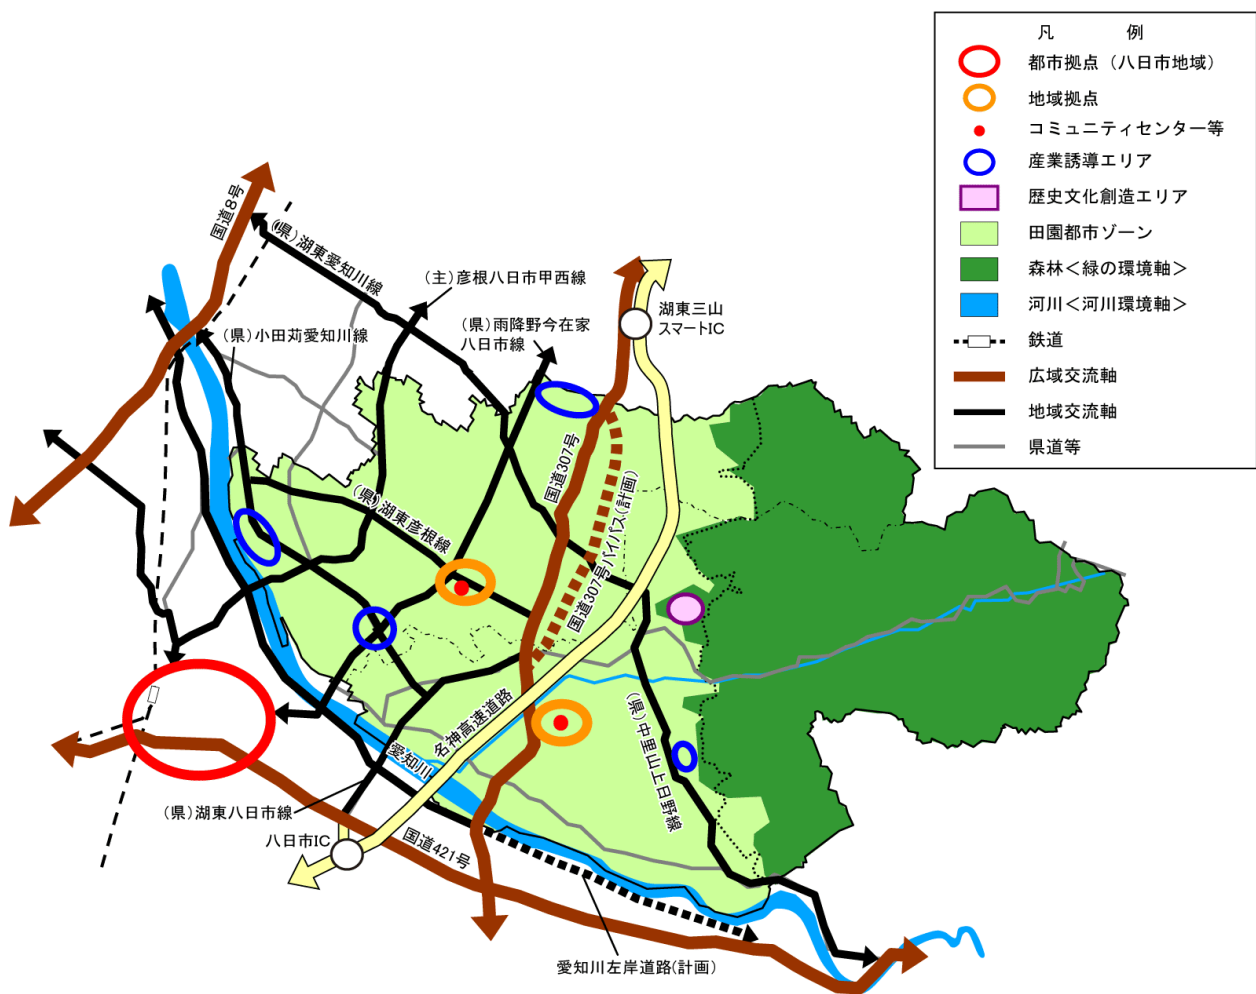 凡　例
都市拠点（八日市地域）
地域拠点
コミュニティセンター等
産業誘導エリア
歴史文化創造エリア
田園都市ゾーン
森林＜緑の環境軸＞
河川＜河川環境軸＞
鉄道
広域交流軸
地域交流軸
県道等
国道8号
（県）湖東愛知川線
（主）彦根八日市甲西線
（県）小田苅愛知川線
（県）雨降野今在家
八日市線
湖東三山
スマートIC
国道307号
国道307号バイパス(計画)
（県）湖東彦根線
名神高速道路
愛知川
（県）中里山上日野線
（県）湖東八日市線
八日市IC
国道421号
愛知川左岸道路(計画)